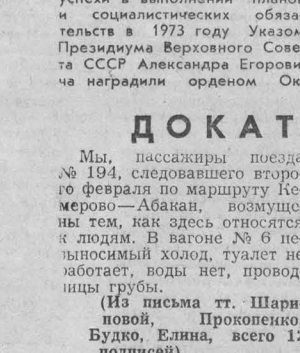 успехи в выполнении планов
и социалистических обяза
тельств в 1973 году Указом
Президиума Верховного Сове
та СССР Александра Егорови
ча наградили орденом Ок
ДОКАТ
Мы, пассажиры поезда
№ 194, следовавшего второ
го февраля по маршруту Ке
мерово—Абакан, возмуще
ны тем, как здесь относятся
к людям. В вагоне № 6 не
выносимый холод, туалет не
работает, воды нет, провод
ницы грубы.
(Из письма тт. Шари
повой, Прокопенко,
Будко, Елина, всего 12
подписей)